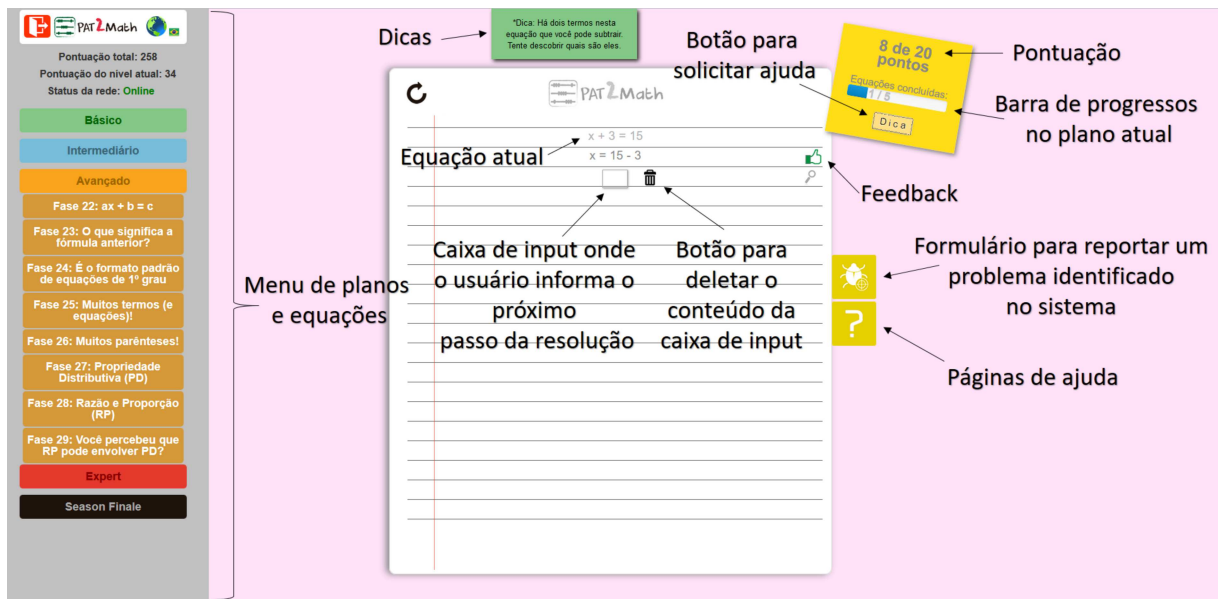 PAT2Math
Pontuação total: 258
Pontuação do nível atual: 34
Status da rede: Online
Básico
Intermediário
Avançado
Fase 22: ax + b = c
Fase 23: O que significa a
fórmula anterior?
Fase 24: É o formato padrão
de equações de 1º grau
Fase 25: Muitos termos (e
equações)!
Fase 26: Muitos parênteses!
Fase 27: Propriedade
Distributiva (PD)
Fase 28: Razão e Proporção
(RP)
Fase 29: Você percebeu que
RP pode envolver PD?
Expert
Season Finale
Menu de planos
e equações
Dicas
*Dica: Há dois termos nesta
equação que você pode subtrair.
Tente descobrir quais são eles.
Botão para
solicitar ajuda
8 de 20
pontos
Equações concluídas:
1 / 5
Dica
Pontuação
Barra de progressos
no plano atual
PAT2Math
x + 3 = 15
Equação atual
x = 15 - 3
Feedback
Caixa de input onde
o usuário informa o
próximo
passo da resolução
Botão para
deletar o
conteúdo da
caixa de input
Formulário para reportar um
problema identificado
no sistema
?
Páginas de ajuda